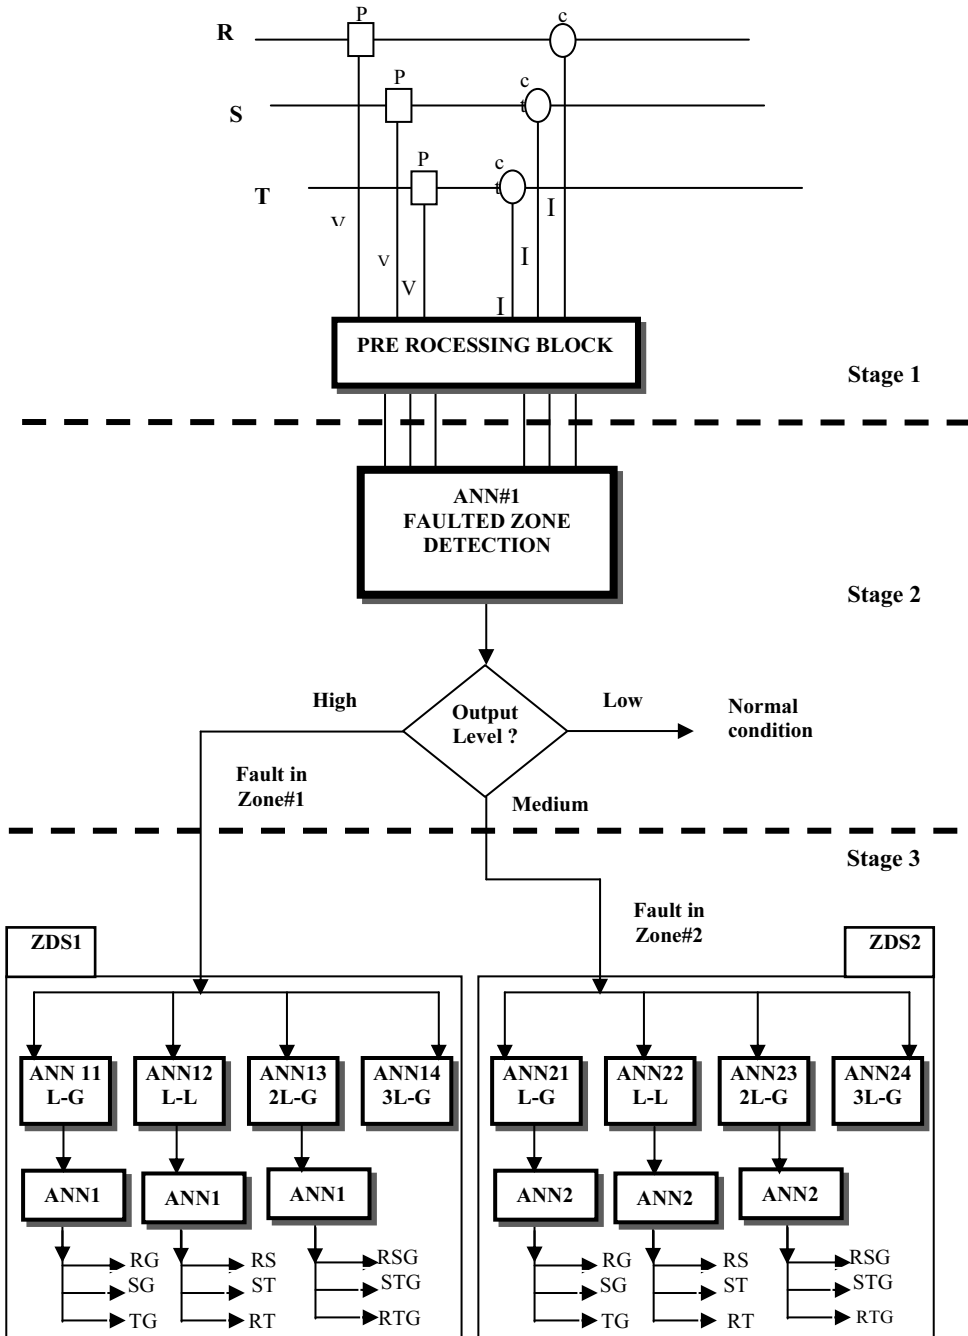 P
c
R
P
c
t
S
P
c
t
T
V
I
v
I
V
I
PRE ROCESSING BLOCK
Stage 1
ANN#1
FAULTED ZONE
DETECTION
Stage 2
High
Output
Level ?
Low
Normal
condition
Fault in
Zone#1
Medium
Stage 3
Fault in
Zone#2
ZDS1
ZDS2
ANN 11
L-G
ANN12
L-L
ANN13
2L-G
ANN14
3L-G
ANN21
L-G
ANN22
L-L
ANN23
2L-G
ANN24
3L-G
ANN1
ANN1
ANN1
ANN2
ANN2
ANN2
RG
SG
TG
RS
ST
RT
RSG
STG
RTG
RG
SG
TG
RS
ST
RT
RSG
STG
RTG